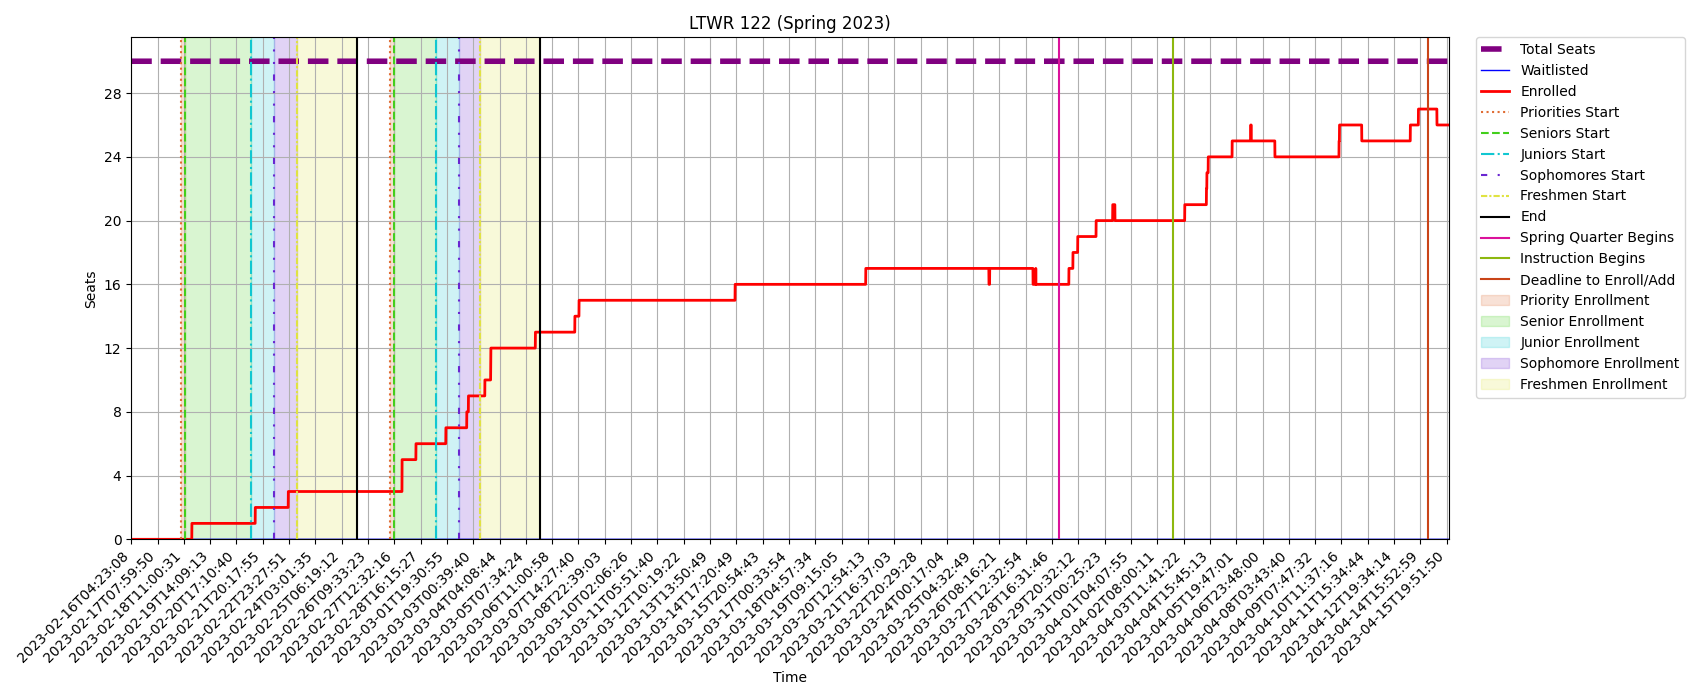 LTWR 122 (Spring 2023)
Seats
28
24
20
16
12
8
4
0
2023-02-16T04:23:08
2023-02-17T07:59:50
2023-02-18T11:00:31
2023-02-19T14:09:13
2023-02-20T17:10:40
2023-02-21T20:17:55
2023-02-22T23:27:51
2023-02-24T03:01:35
2023-02-25T06:19:12
2023-02-26T09:33:23
2023-02-27T12:32:16
2023-02-28T16:15:27
2023-03-01T19:30:55
2023-03-03T00:39:40
2023-03-04T04:08:44
2023-03-05T07:34:24
2023-03-06T11:00:58
2023-03-07T14:27:40
2023-03-08T22:39:03
2023-03-10T02:06:26
2023-03-11T05:51:40
2023-03-12T10:19:22
2023-03-13T13:50:49
2023-03-14T17:20:49
2023-03-15T20:54:43
2023-03-17T00:33:54
2023-03-18T04:57:34
2023-03-19T09:15:05
2023-03-20T12:54:13
2023-03-21T16:37:03
2023-03-22T20:29:28
2023-03-24T00:17:04
2023-03-25T04:32:49
2023-03-26T08:16:21
2023-03-27T12:32:54
2023-03-28T16:31:46
2023-03-29T20:32:12
2023-03-31T00:25:23
2023-04-01T04:07:55
2023-04-02T08:00:11
2023-04-03T11:41:22
2023-04-04T15:45:13
2023-04-05T19:47:01
2023-04-06T23:48:00
2023-04-08T03:43:40
2023-04-09T07:47:32
2023-04-10T11:37:16
2023-04-11T15:34:44
2023-04-12T19:34:14
2023-04-14T15:52:59
2023-04-15T19:51:50
Time
Total Seats
Waitlisted
Enrolled
Priorities Start
Seniors Start
Juniors Start
Sophomores Start
Freshmen Start
End
Spring Quarter Begins
Instruction Begins
Deadline to Enroll/Add
Priority Enrollment
Senior Enrollment
Junior Enrollment
Sophomore Enrollment
Freshmen Enrollment